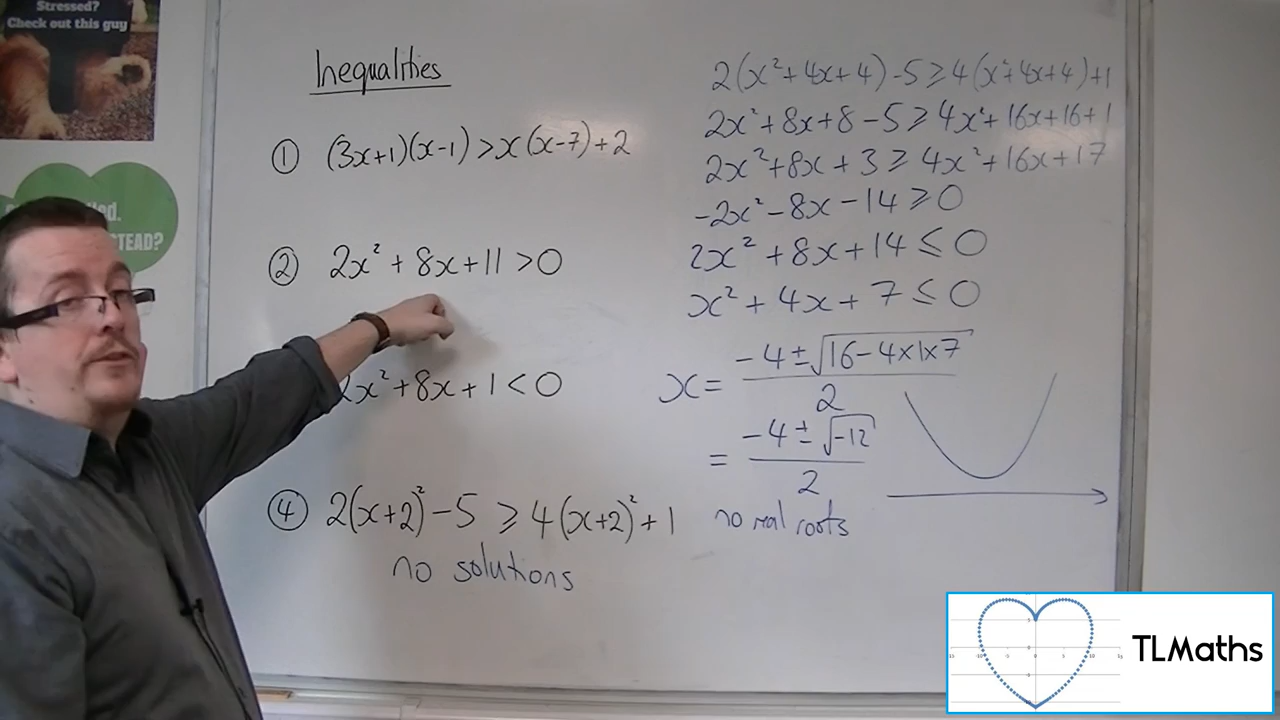 Stressed?
Check out this guy
STEAD?
Inequalities
① (3x+1)(x-1) > x(x-7)+2
② 2x² + 8x + 11 > 0
2x² + 8x + 1 < 0
④ 2(x+2)² - 5 ≥ 4(x+2)² + 1
no solutions
2(x² + 4x + 4) - 5 ≥ 4(x² + 4x + 4) + 1
2x² + 8x + 8 - 5 ≥ 4x² + 16x + 16 + 1
2x² + 8x + 3 ≥ 4x² + 16x + 17
-2x² - 8x - 14 ≥ 0
2x² + 8x + 14 ≤ 0
x² + 4x + 7 ≤ 0
x = (-4 ± √(16 - 4x1x7)) / 2
= (-4 ± √(-12)) / 2
no real roots
TLMaths